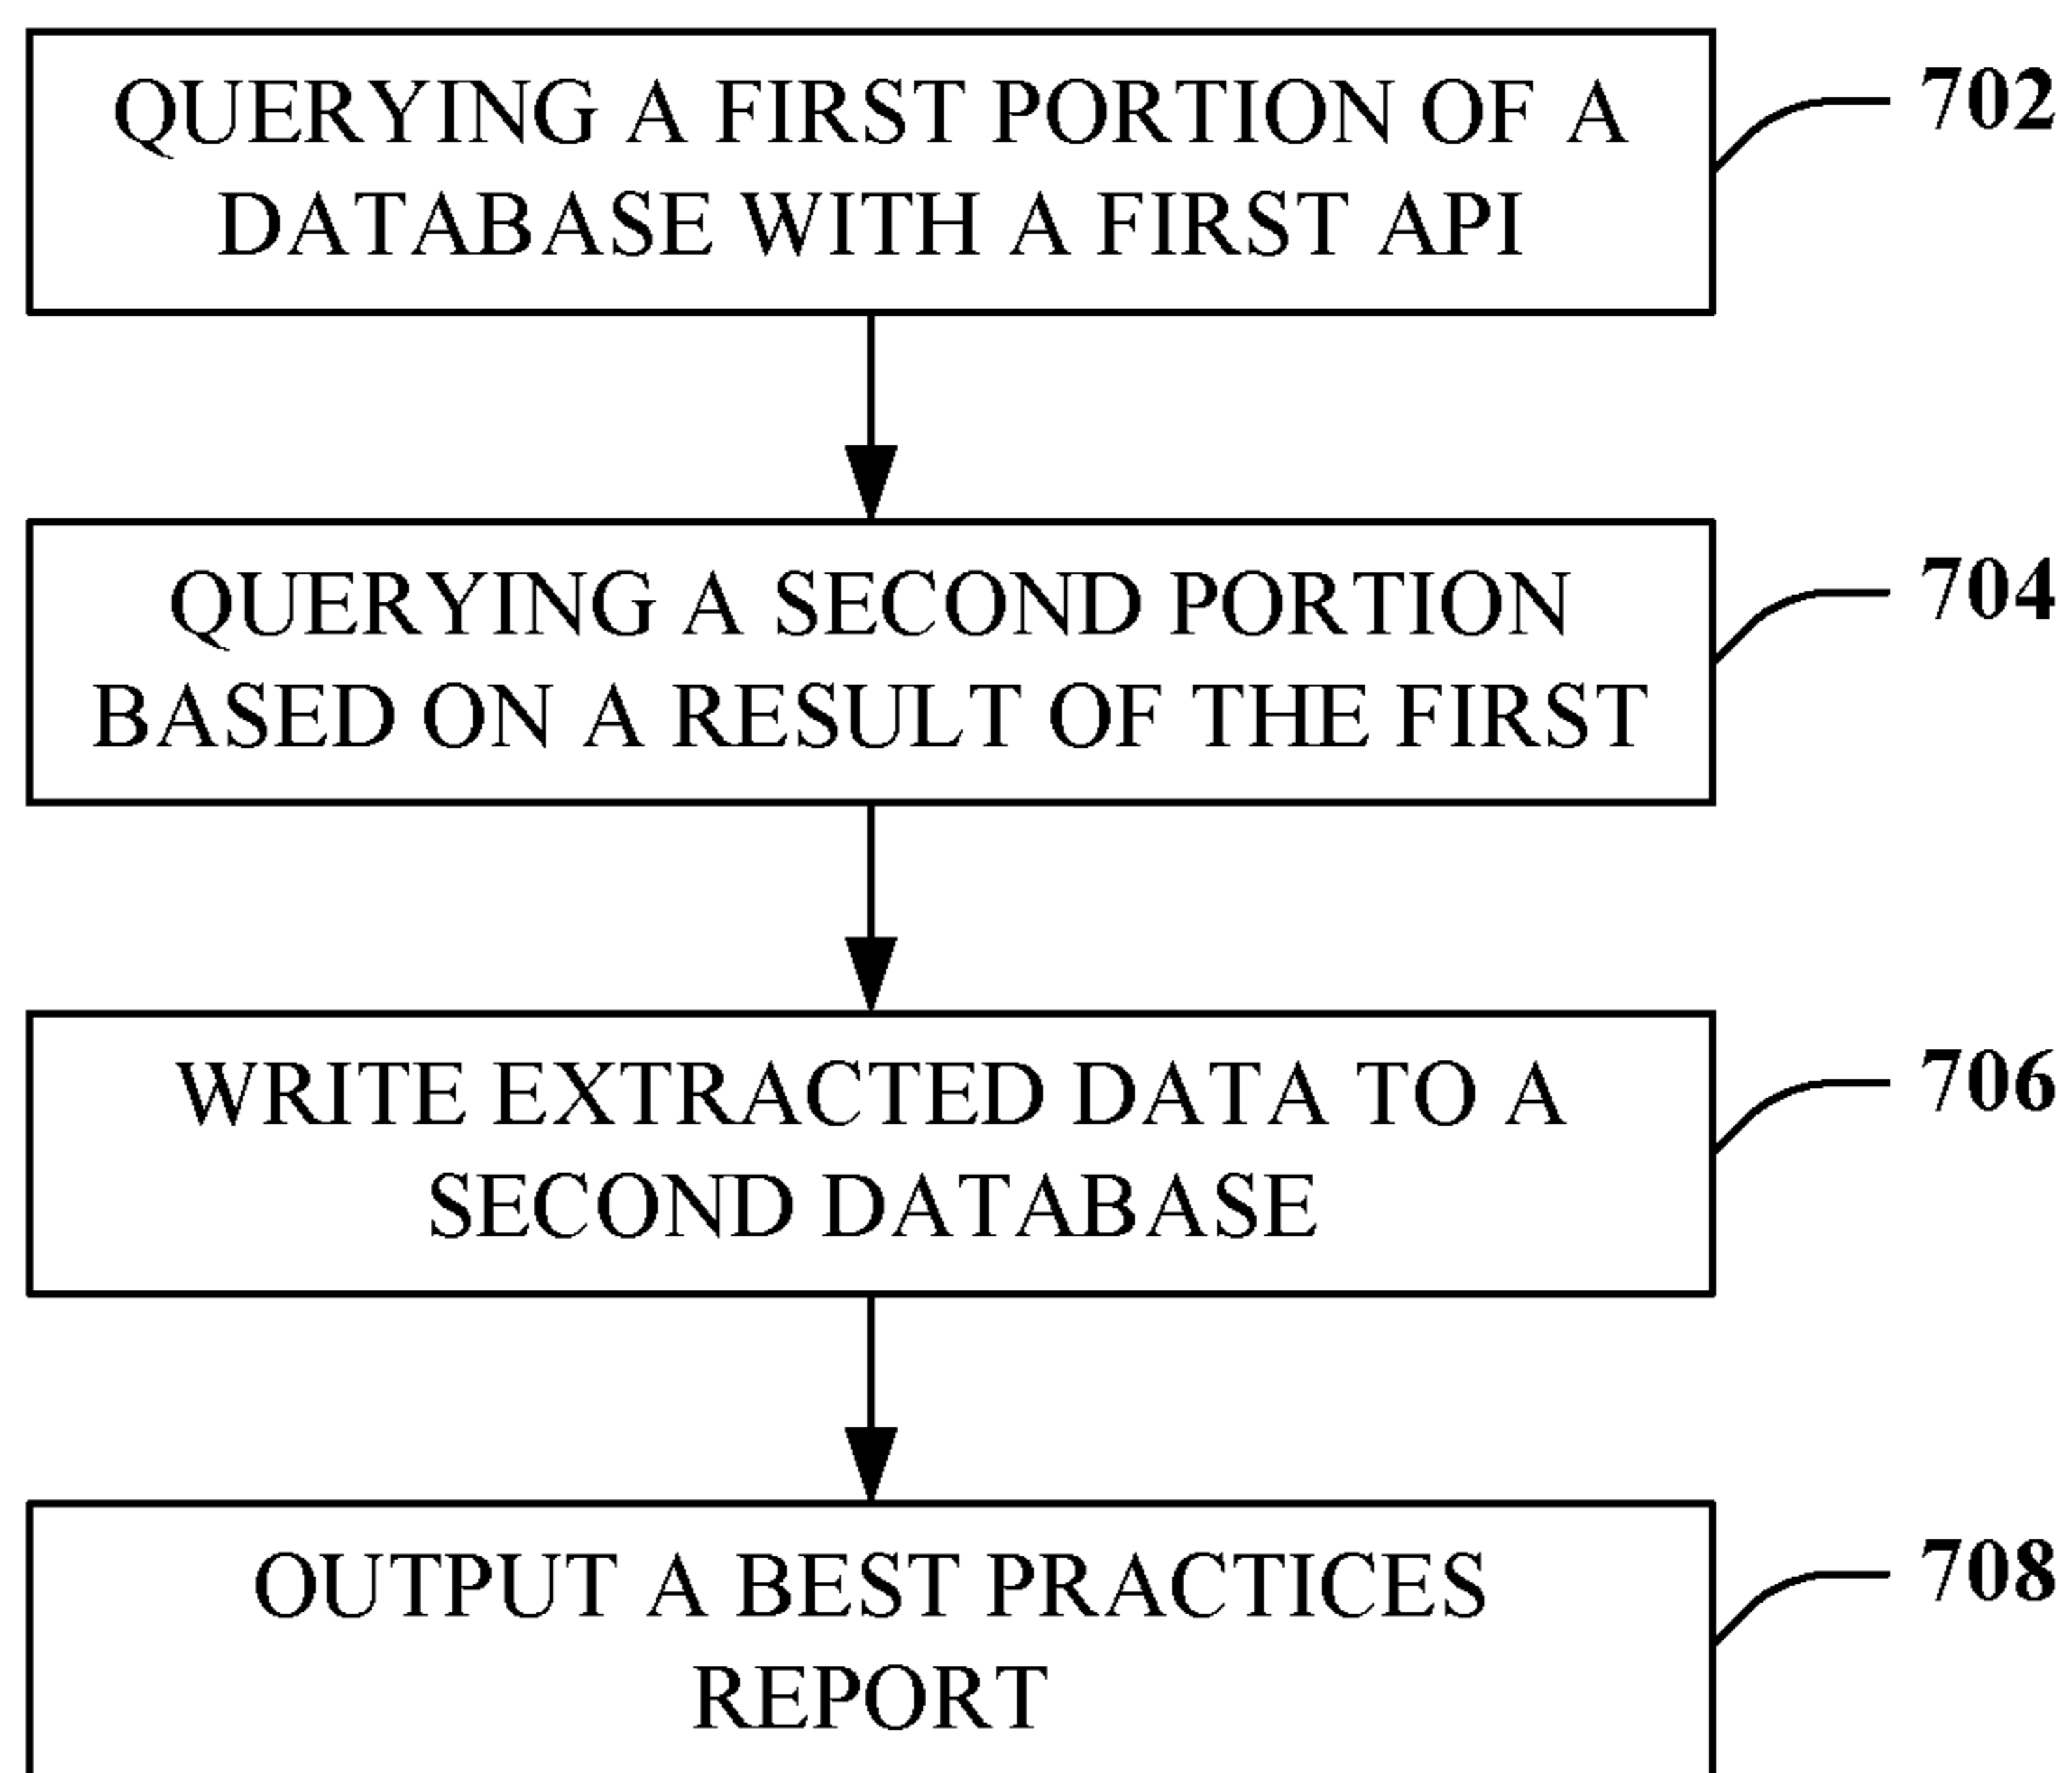 QUERYING A FIRST PORTION OF A
DATABASE WITH A FIRST API
702
QUERYING A SECOND PORTION
BASED ON A RESULT OF THE FIRST
704
WRITE EXTRACTED DATA TO A
SECOND DATABASE
706
OUTPUT A BEST PRACTICES
REPORT
708